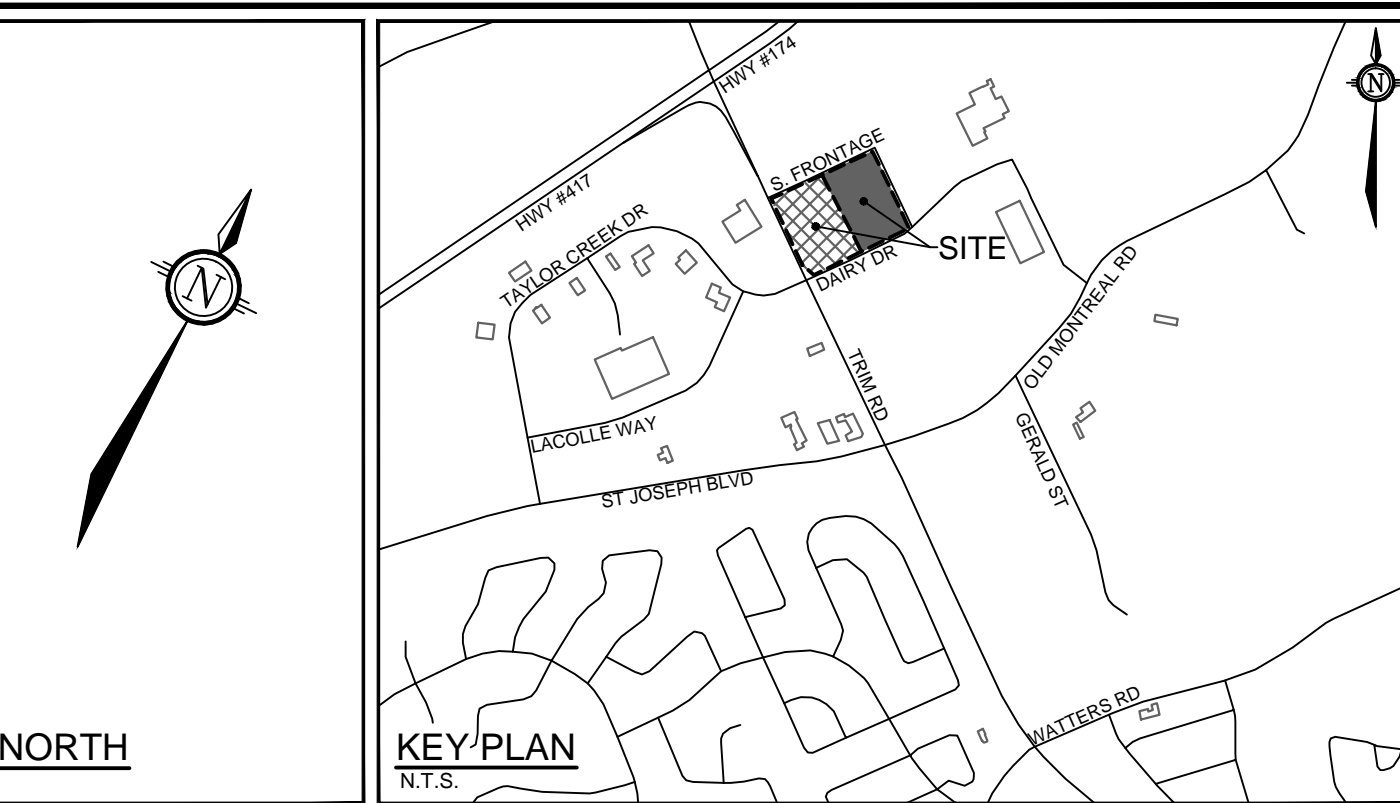 N
NORTH
HWY #174
N
S. FRONTAGE
HWY #417
TAYLOR CREEK DR
SITE
DAIRY DR
OLD MONTREAL RD
TRIM RD
LACOLLE WAY
GERALD ST
ST JOSEPH BLVD
WATTERS RD
KEY PLAN
N.T.S.